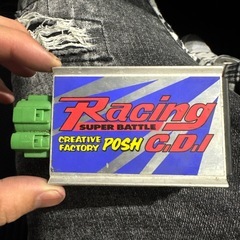 Racing
SUPER BATTLE
CREATIVE
FACTORY POSH C.D.I